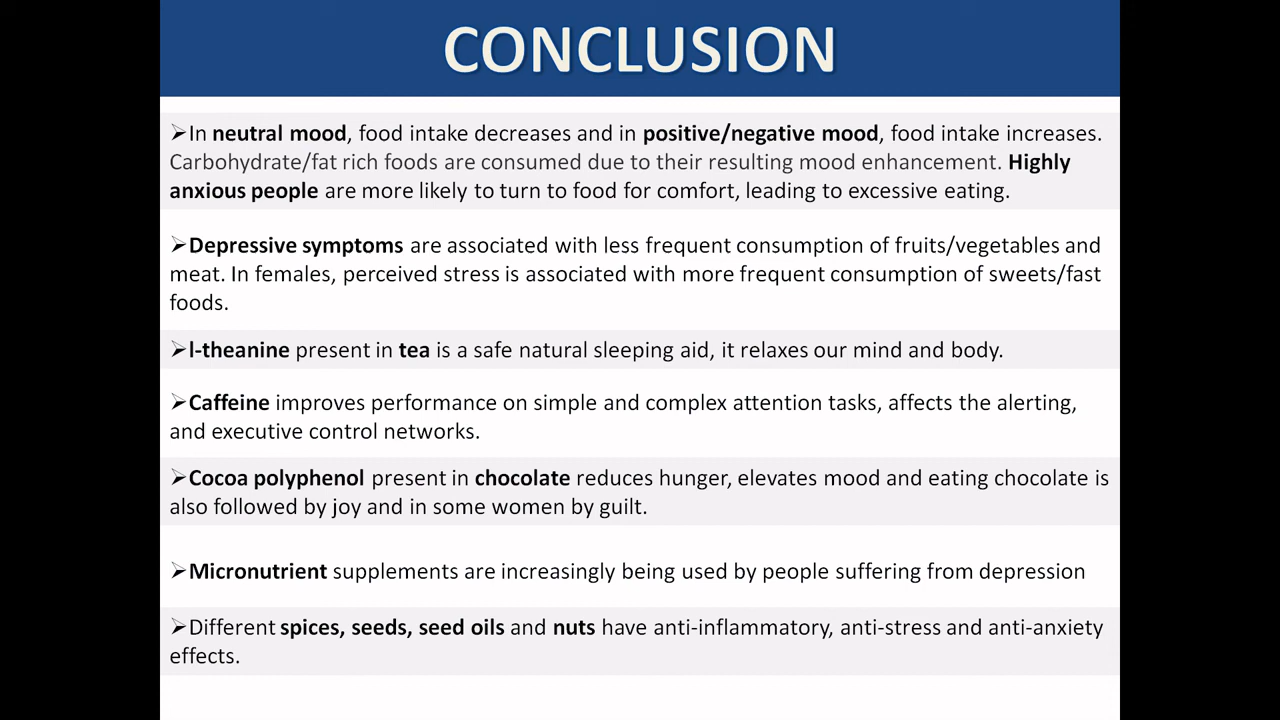 CONCLUSION
➢In neutral mood, food intake decreases and in positive/negative mood, food intake increases.
Carbohydrate/fat rich foods are consumed due to their resulting mood enhancement. Highly
anxious people are more likely to turn to food for comfort, leading to excessive eating.
➢Depressive symptoms are associated with less frequent consumption of fruits/vegetables and
meat. In females, perceived stress is associated with more frequent consumption of sweets/fast
foods.
➢l-theanine present in tea is a safe natural sleeping aid, it relaxes our mind and body.
➢Caffeine improves performance on simple and complex attention tasks, affects the alerting,
and executive control networks.
➢Cocoa polyphenol present in chocolate reduces hunger, elevates mood and eating chocolate is
also followed by joy and in some women by guilt.
➢Micronutrient supplements are increasingly being used by people suffering from depression
➢Different spices, seeds, seed oils and nuts have anti-inflammatory, anti-stress and anti-anxiety
effects.